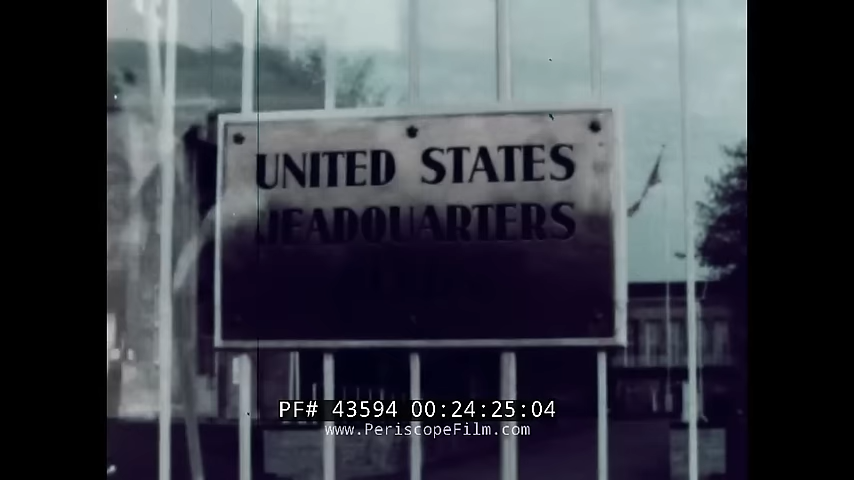 UNITED STATES
HEADQUARTERS
PF# 43594 00:24:25:04
www.PeriscopeFilm.com